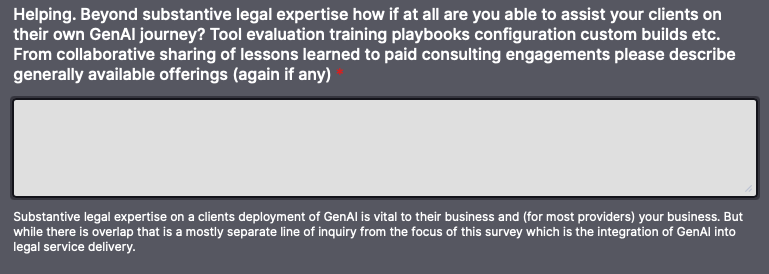 Helping. Beyond substantive legal expertise how if at all are you able to assist your clients on
their own GenAI journey? Tool evaluation training playbooks configuration custom builds etc.
From collaborative sharing of lessons learned to paid consulting engagements please describe
generally available offerings (again if any) *
Substantive legal expertise on a clients deployment of GenAI is vital to their business and (for most providers) your business. But
while there is overlap that is a mostly separate line of inquiry from the focus of this survey which is the integration of GenAI into
legal service delivery.